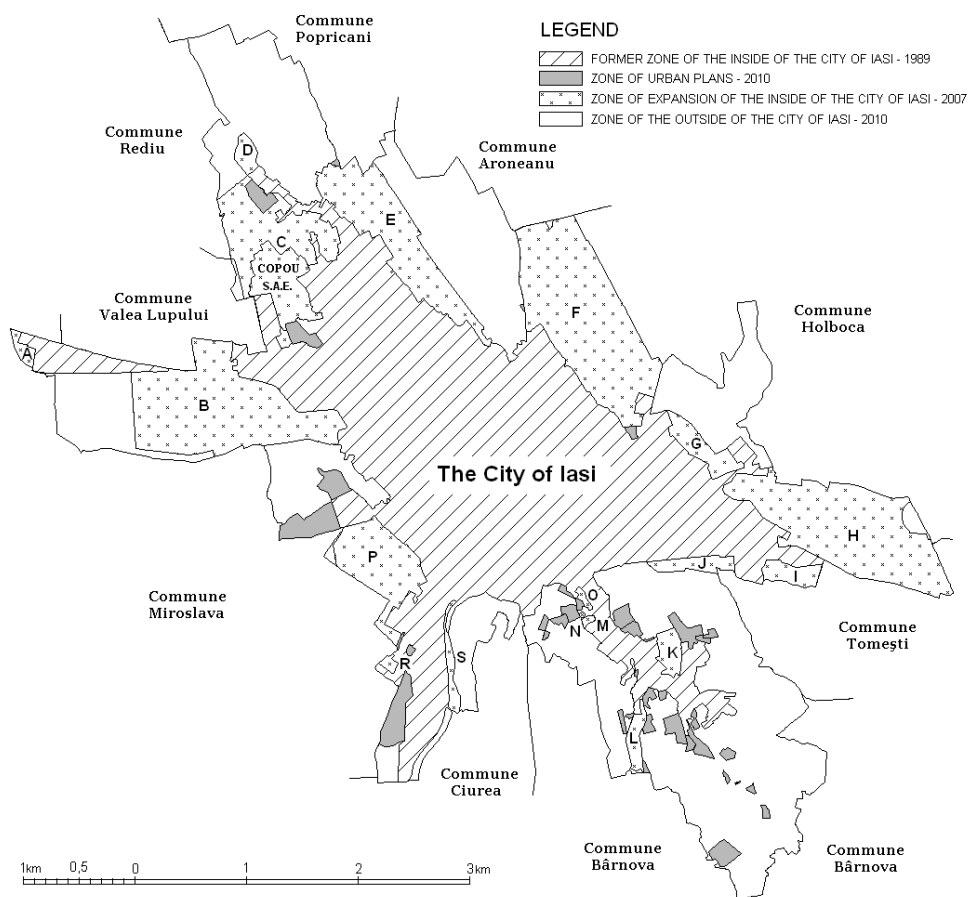 Commune
Popricani
LEGEND
FORMER ZONE OF THE INSIDE OF THE CITY OF IASI - 1989
ZONE OF URBAN PLANS - 2010
ZONE OF EXPANSION OF THE INSIDE OF THE CITY OF IASI - 2007
ZONE OF THE OUTSIDE OF THE CITY OF IASI - 2010
Commune
Rediu
Commune
Aroneanu
D
E
C
COPOU
S.A.E.
Commune
Valea Lupului
F
Commune
Holboca
A
B
G
The City of Iasi
H
P
J
I
Commune
Miroslava
O
N
M
Commune
Tomeşti
R
S
K
L
Commune
Ciurea
Commune
Bârnova
Commune
Bârnova
1km
0,5
0
1
2
3km